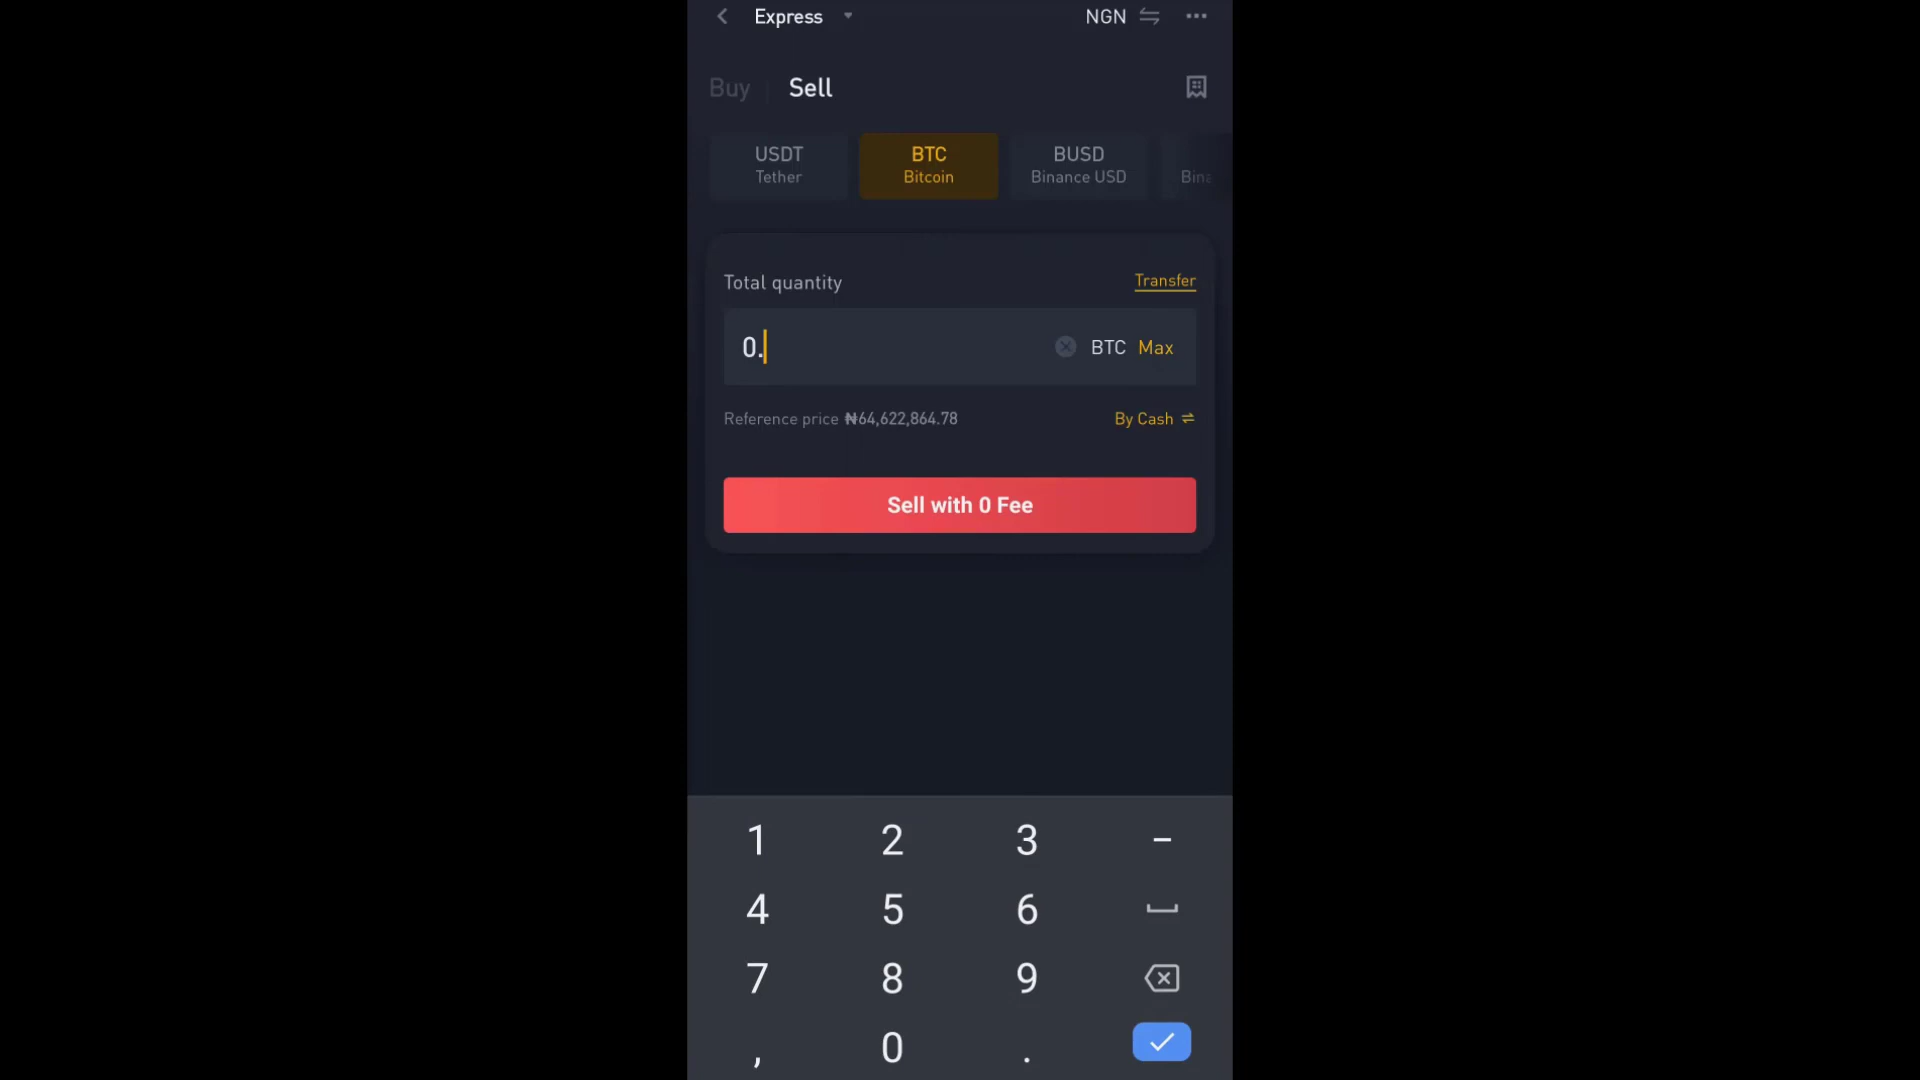 Express NGN
Buy Sell
USDT BTC BUSD
Tether Bitcoin Binance USD Bina
Total quantity Transfer
0. BTC Max
Reference price ₦64,622,864.78 By Cash
Sell with 0 Fee
1 2 3 -
4 5 6
7 8 9
, 0 .